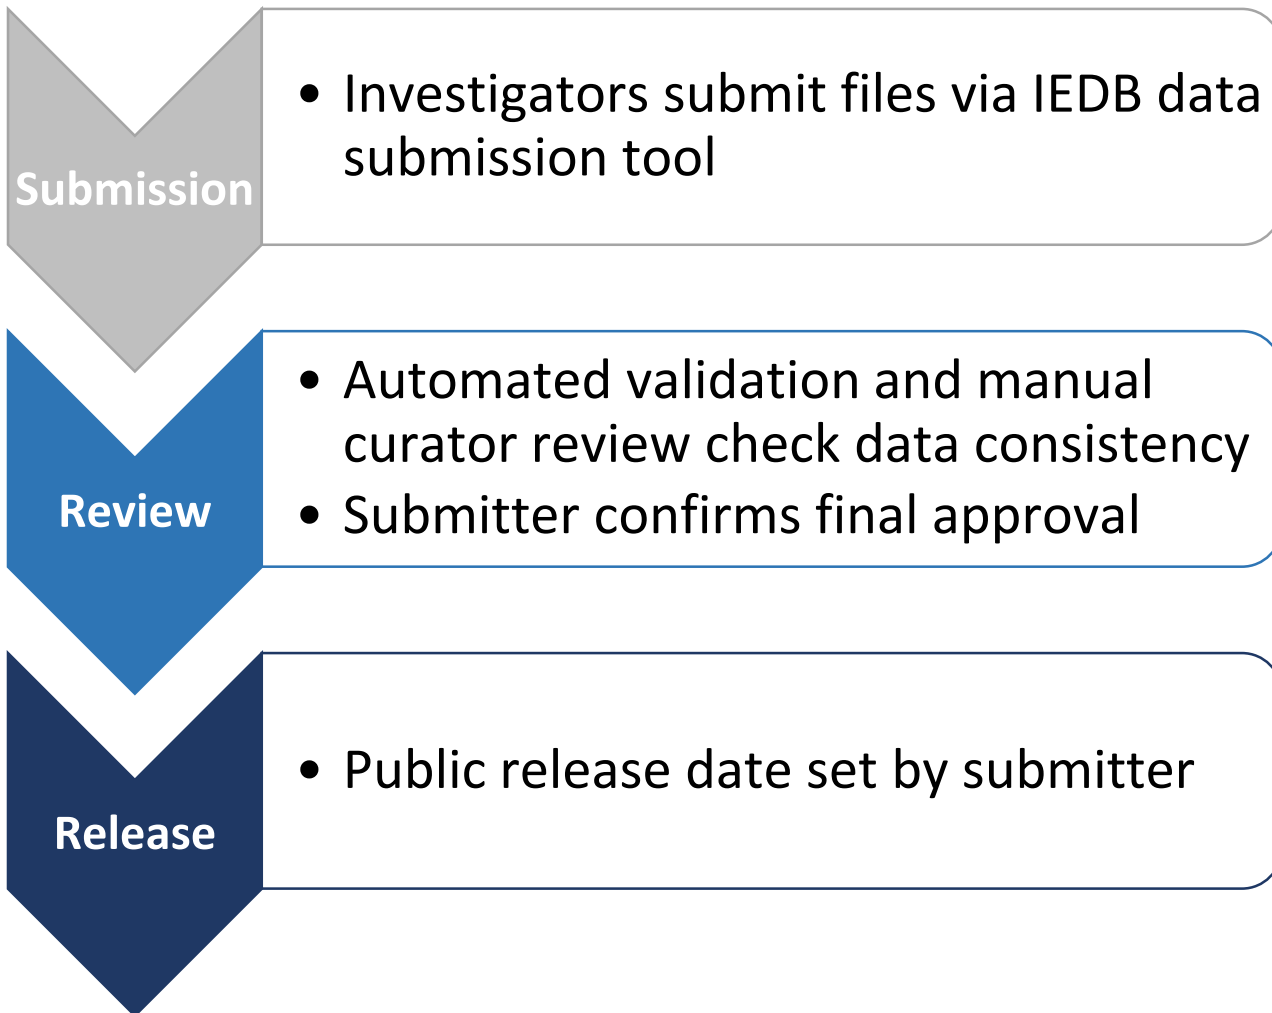 Submission
• Investigators submit files via IEDB data
submission tool
Review
• Automated validation and manual
curator review check data consistency
• Submitter confirms final approval
Release
• Public release date set by submitter